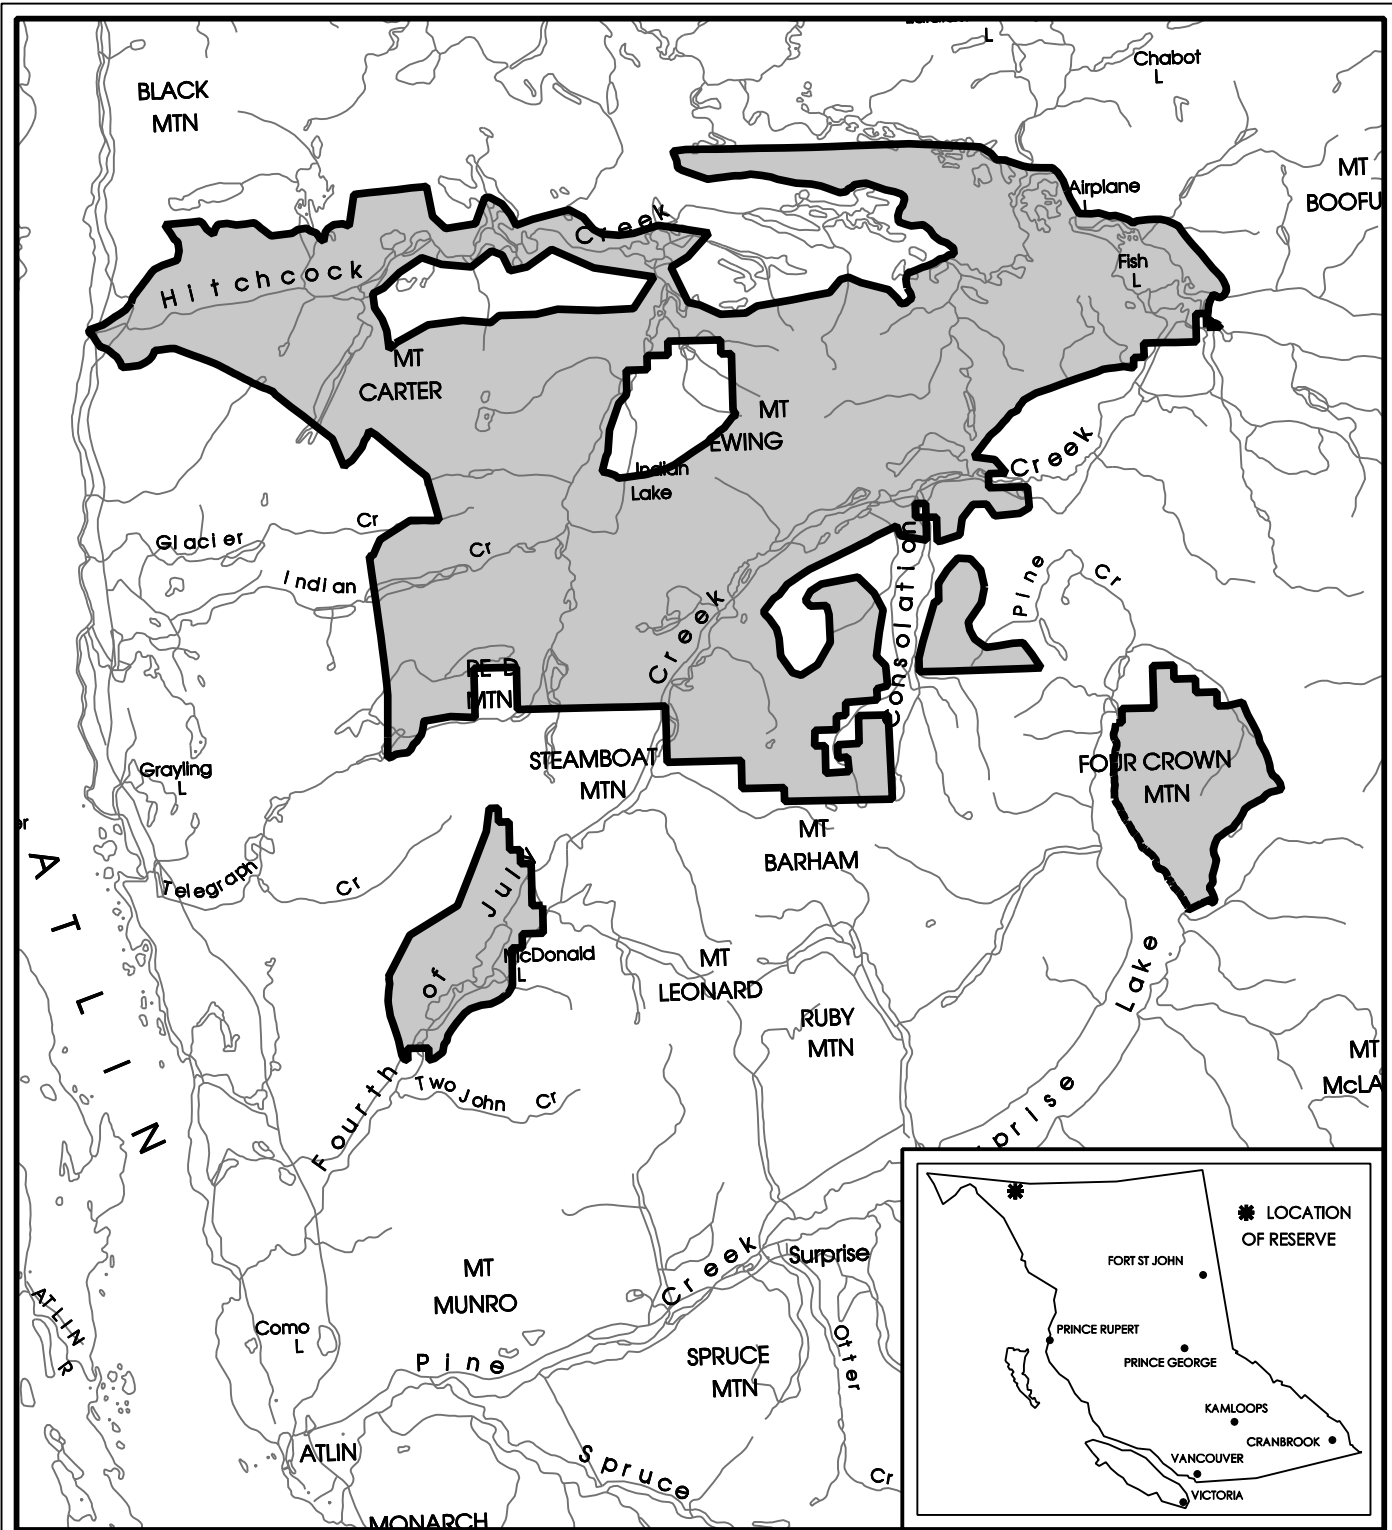 L
Chabot
L
BLACK
MTN
MT
BOOFU
Airplane
L
Creek
Hitchcock
Fish
L
MT
CARTER
MT
EWING
Indian
Lake
Creek
Glacier
Cr
Cr
Indian
Consolation
Pine
Cr
Creek
RED
MTN
STEAMBOAT
MTN
FOUR CROWN
MTN
Grayling
L
MT
BARHAM
er
ATLIN
Telegraph
Cr
July
of
McDonald
L
MT
LEONARD
Lake
RUBY
MTN
MT
McLA
Fourth
Two John Cr
prise
Creek
Surprise
MT
MUNRO
ATLIN
R
Como
L
Pine
SPRUCE
MTN
Otter
Cr
ATLIN
Spruce
MONARCH
LOCATION
OF RESERVE
FORT ST JOHN
PRINCE RUPERT
PRINCE GEORGE
KAMLOOPS
CRANBROOK
VANCOUVER
VICTORIA